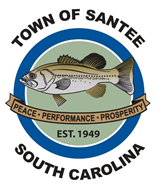 TOWN OF SANTEE
PEACE • PERFORMANCE • PROSPERITY
EST. 1949
SOUTH CAROLINA